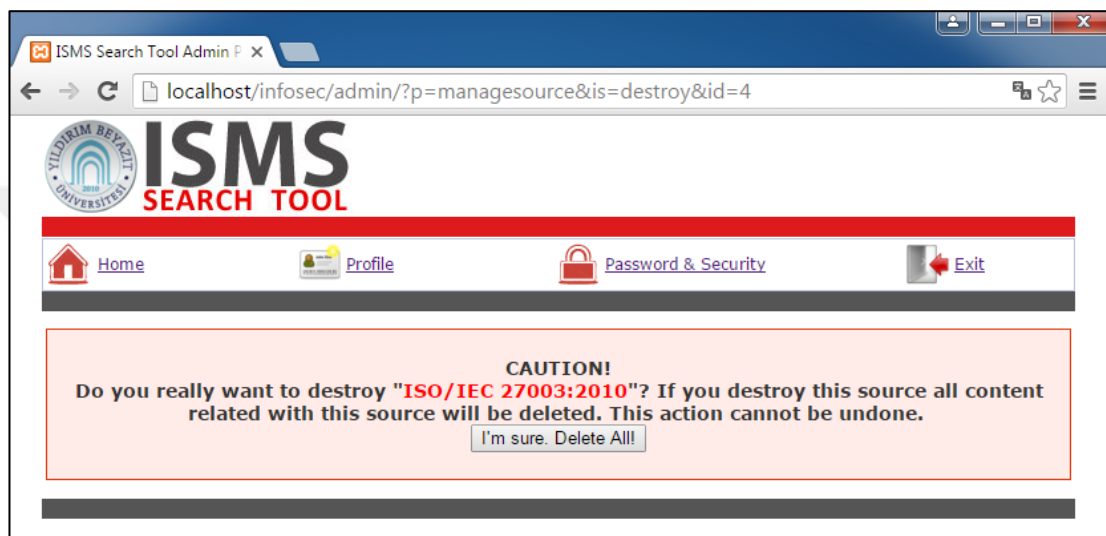 ISMS Search Tool Admin P
localhost/infosec/admin/?p=managesource&is=destroy&id=4
YILDIRIM BEYAZIT ÜNİVERSİTESİ
2010
ISMS
SEARCH TOOL
Home Profile Password & Security Exit
CAUTION!
Do you really want to destroy "ISO/IEC 27003:2010"? If you destroy this source all content
related with this source will be deleted. This action cannot be undone.
I'm sure. Delete All!